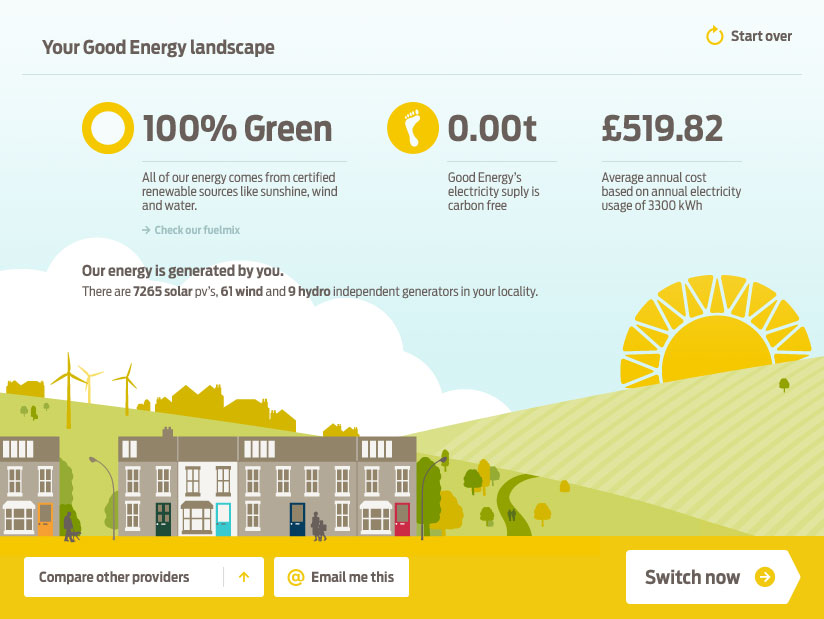 Your Good Energy landscape
Start over
100% Green
All of our energy comes from certified
renewable sources like sunshine, wind
and water.
→ Check our fuelmix
0.00t
Good Energy's
electricity suply is
carbon free
£519.82
Average annual cost
based on annual electricity
usage of 3300 kWh
Our energy is generated by you.
There are 7265 solar pv's, 61 wind and 9 hydro independent generators in your locality.
Compare other providers
@ Email me this
Switch now